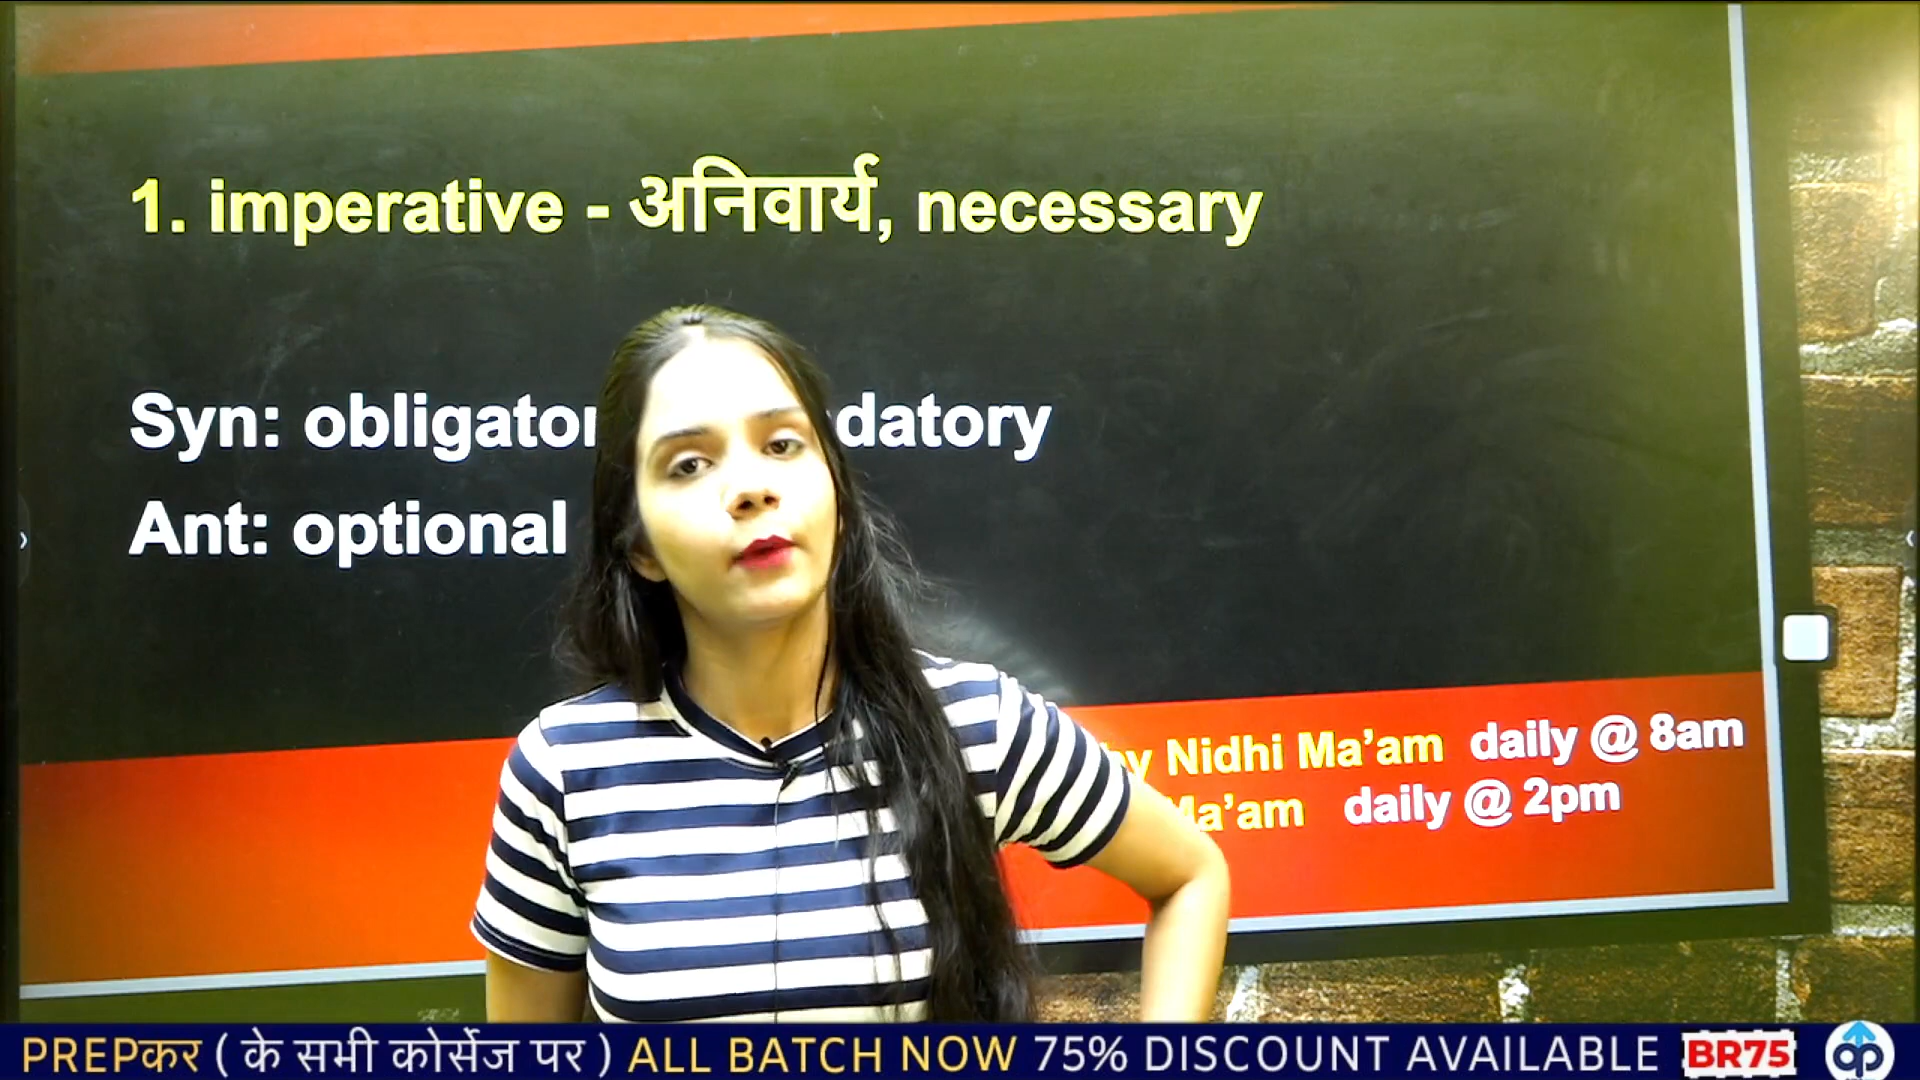 1. imperative - अनिवार्य, necessary
Syn: datory
Ant: optional
Nidhi Ma'am daily @ 8am
Ma'am daily @ 2pm
PREPकर ( के सभी कोर्सेज पर ) ALL BATCH NOW 75% DISCOUNT AVAILABLE BR75